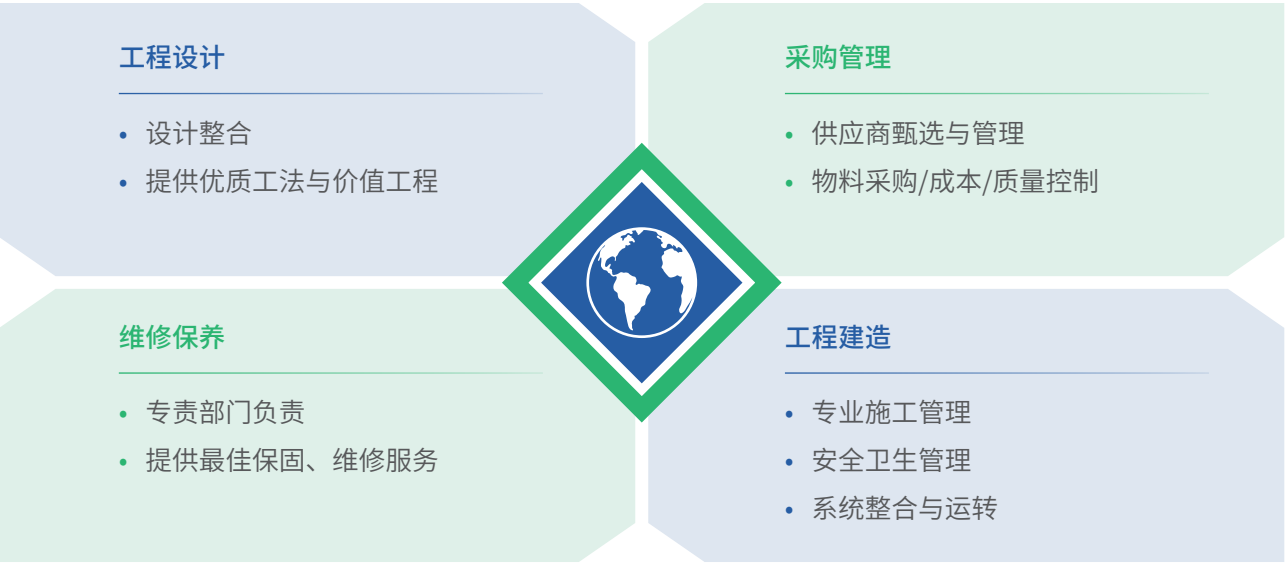 工程设计
• 设计整合
• 提供优质工法与价值工程
采购管理
• 供应商甄选与管理
• 物料采购/成本/质量控制
维修保养
• 专责部门负责
• 提供最佳保固、维修服务
工程建造
• 专业施工管理
• 安全卫生管理
• 系统整合与运转